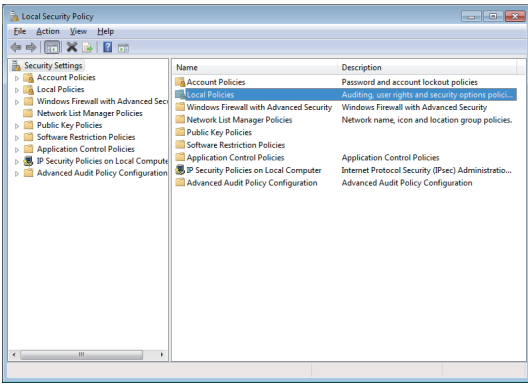 Local Security Policy
File Action View Help
Security Settings
Account Policies
Local Policies
Windows Firewall with Advanced Secu
Network List Manager Policies
Public Key Policies
Software Restriction Policies
Application Control Policies
IP Security Policies on Local Compute
Advanced Audit Policy Configuration
Name Description
Account Policies Password and account lockout policies
Local Policies Auditing, user rights and security options polici...
Windows Firewall with Advanced Security Windows Firewall with Advanced Security
Network List Manager Policies Network name, icon and location group policies.
Public Key Policies
Software Restriction Policies
Application Control Policies Application Control Policies
IP Security Policies on Local Computer Internet Protocol Security (IPsec) Administratio...
Advanced Audit Policy Configuration Advanced Audit Policy Configuration